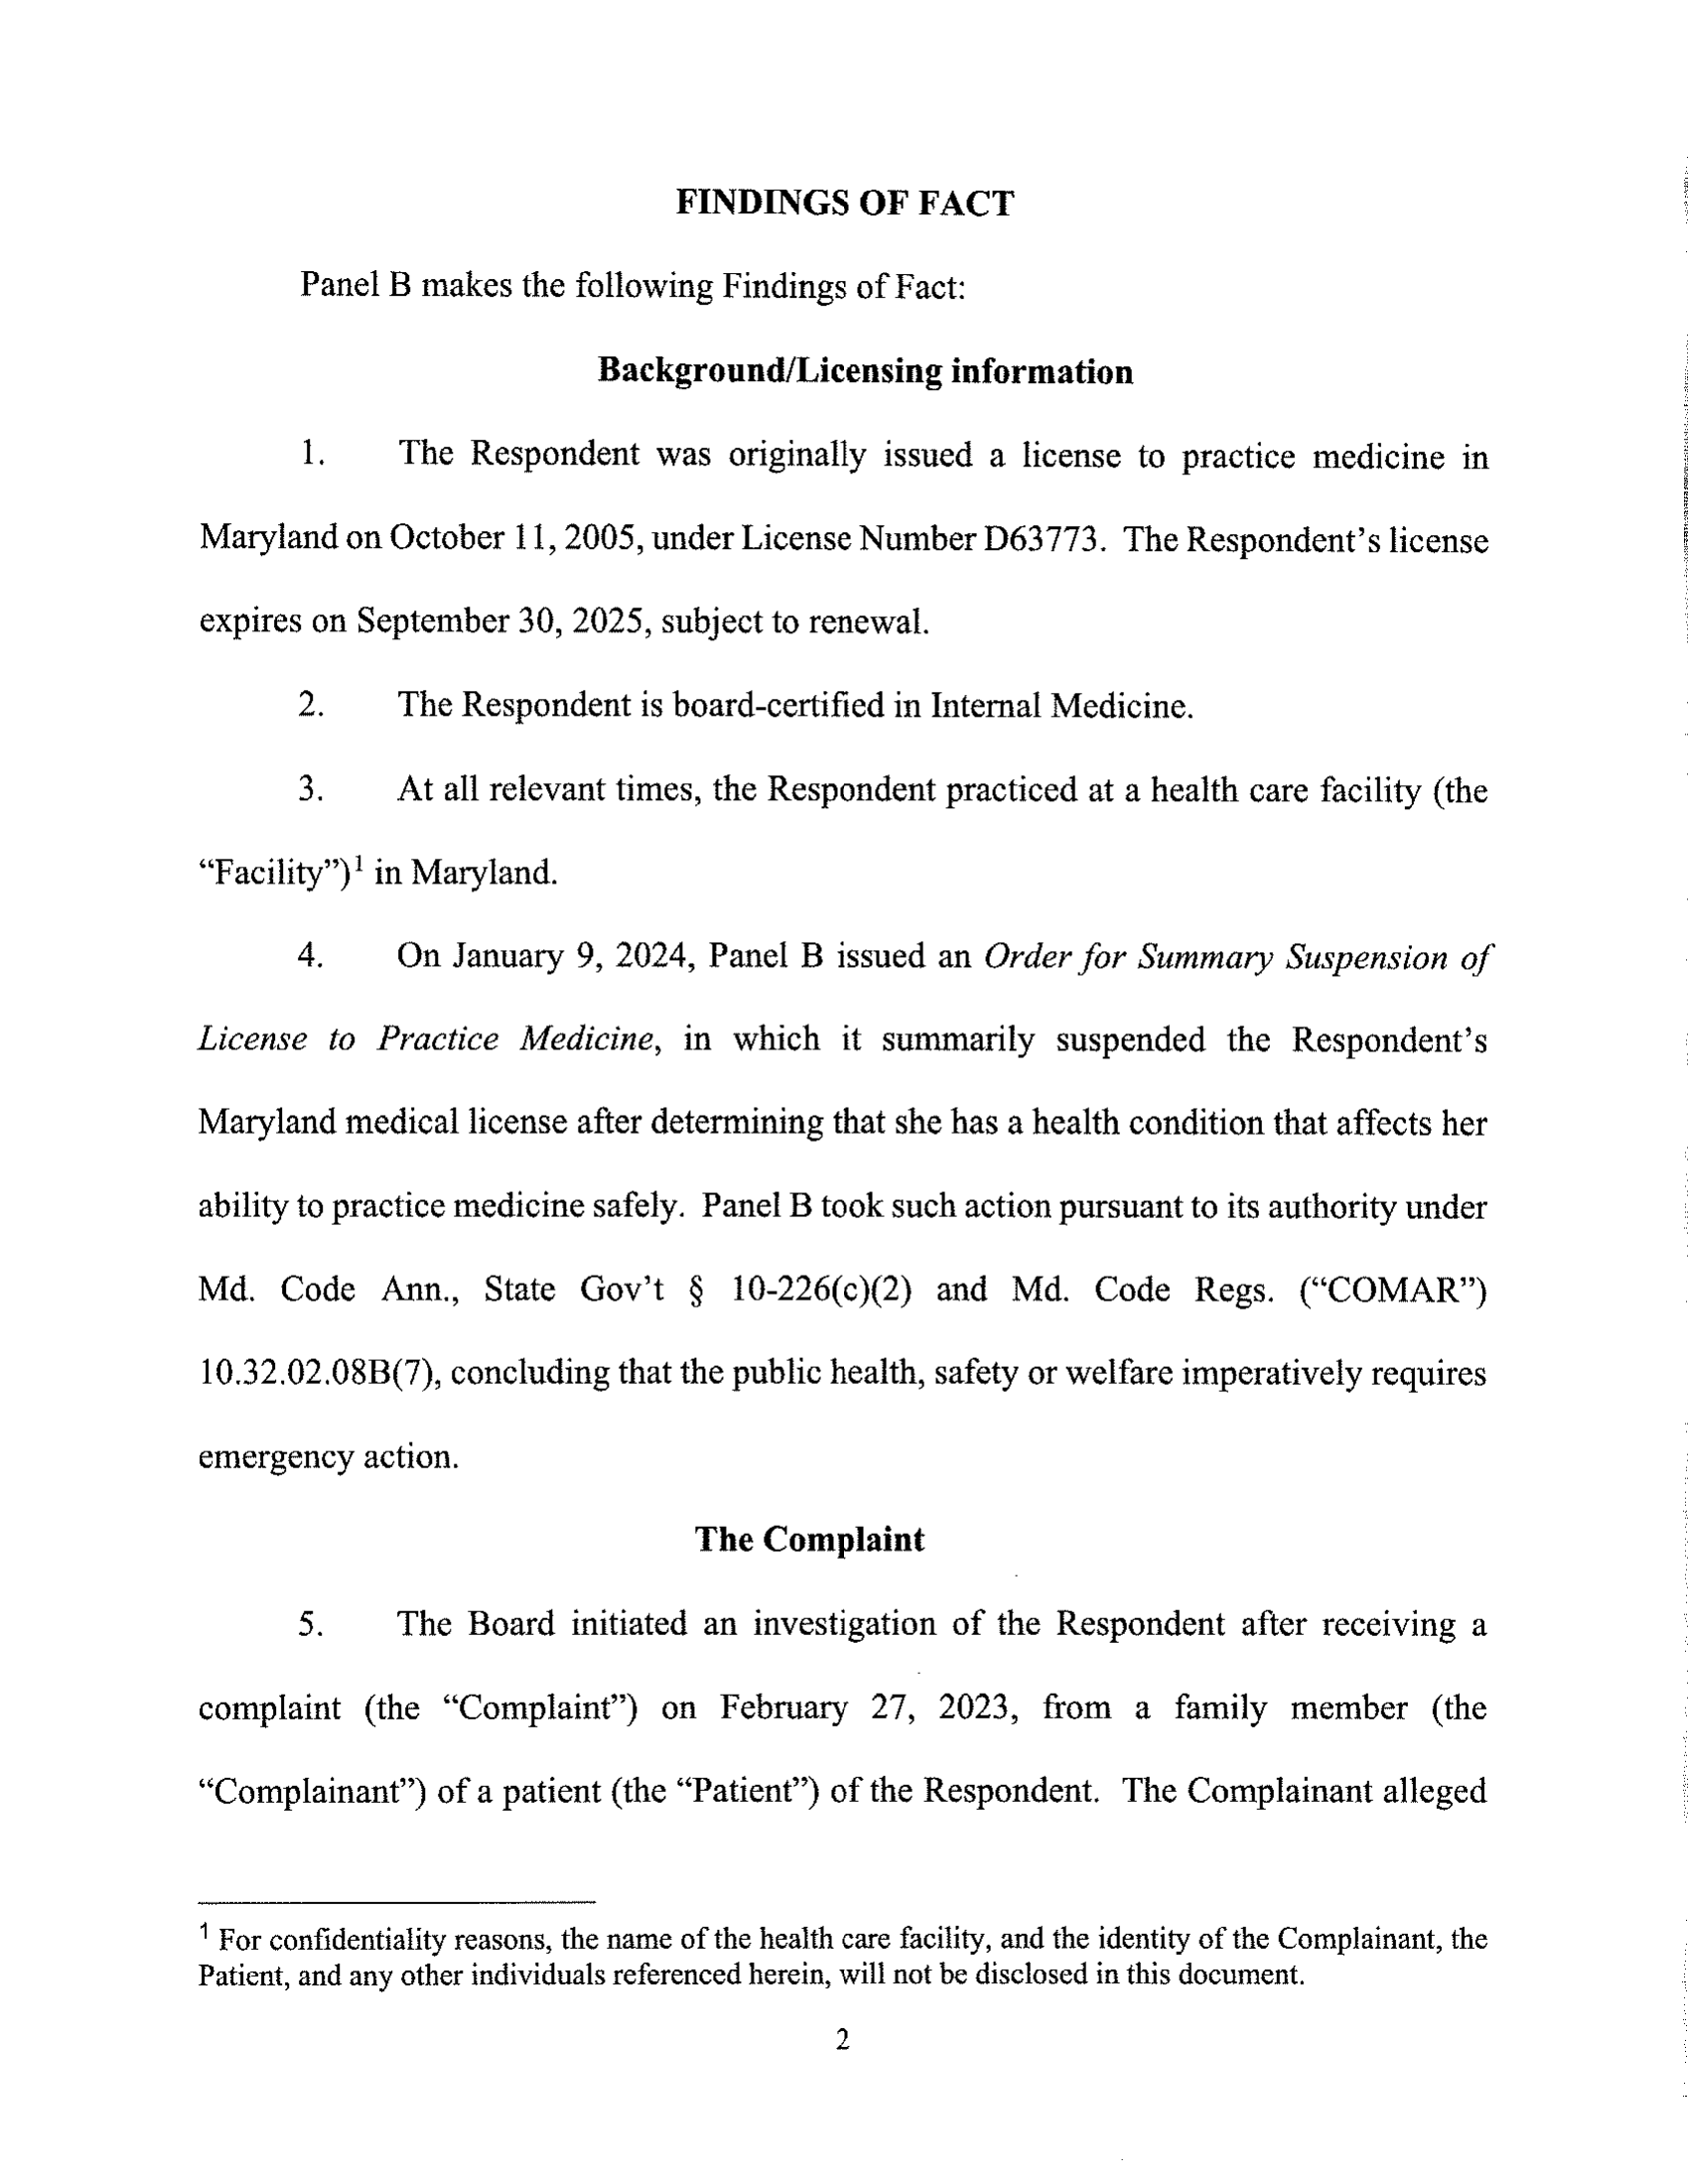 FINDINGS OF FACT
Panel B makes the following Findings of Fact:
Background/Licensing information
1. The Respondent was originally issued a license to practice medicine in
Maryland on October 11, 2005, under License Number D63773. The Respondent’s license
expires on September 30, 2025, subject to renewal.
2. The Respondent is board-certified in Internal Medicine.
3. At all relevant times, the Respondent practiced at a health care facility (the
“Facility”)¹ in Maryland.
4. On January 9, 2024, Panel B issued an Order for Summary Suspension of
License to Practice Medicine, in which it summarily suspended the Respondent’s
Maryland medical license after determining that she has a health condition that affects her
ability to practice medicine safely. Panel B took such action pursuant to its authority under
Md. Code Ann., State Gov’t § 10-226(c)(2) and Md. Code Regs. (“COMAR”)
10.32.02.08B(7), concluding that the public health, safety or welfare imperatively requires
emergency action.
The Complaint
5. The Board initiated an investigation of the Respondent after receiving a
complaint (the “Complaint”) on February 27, 2023, from a family member (the
“Complainant”) of a patient (the “Patient”) of the Respondent. The Complainant alleged
¹ For confidentiality reasons, the name of the health care facility, and the identity of the Complainant, the
Patient, and any other individuals referenced herein, will not be disclosed in this document.
2